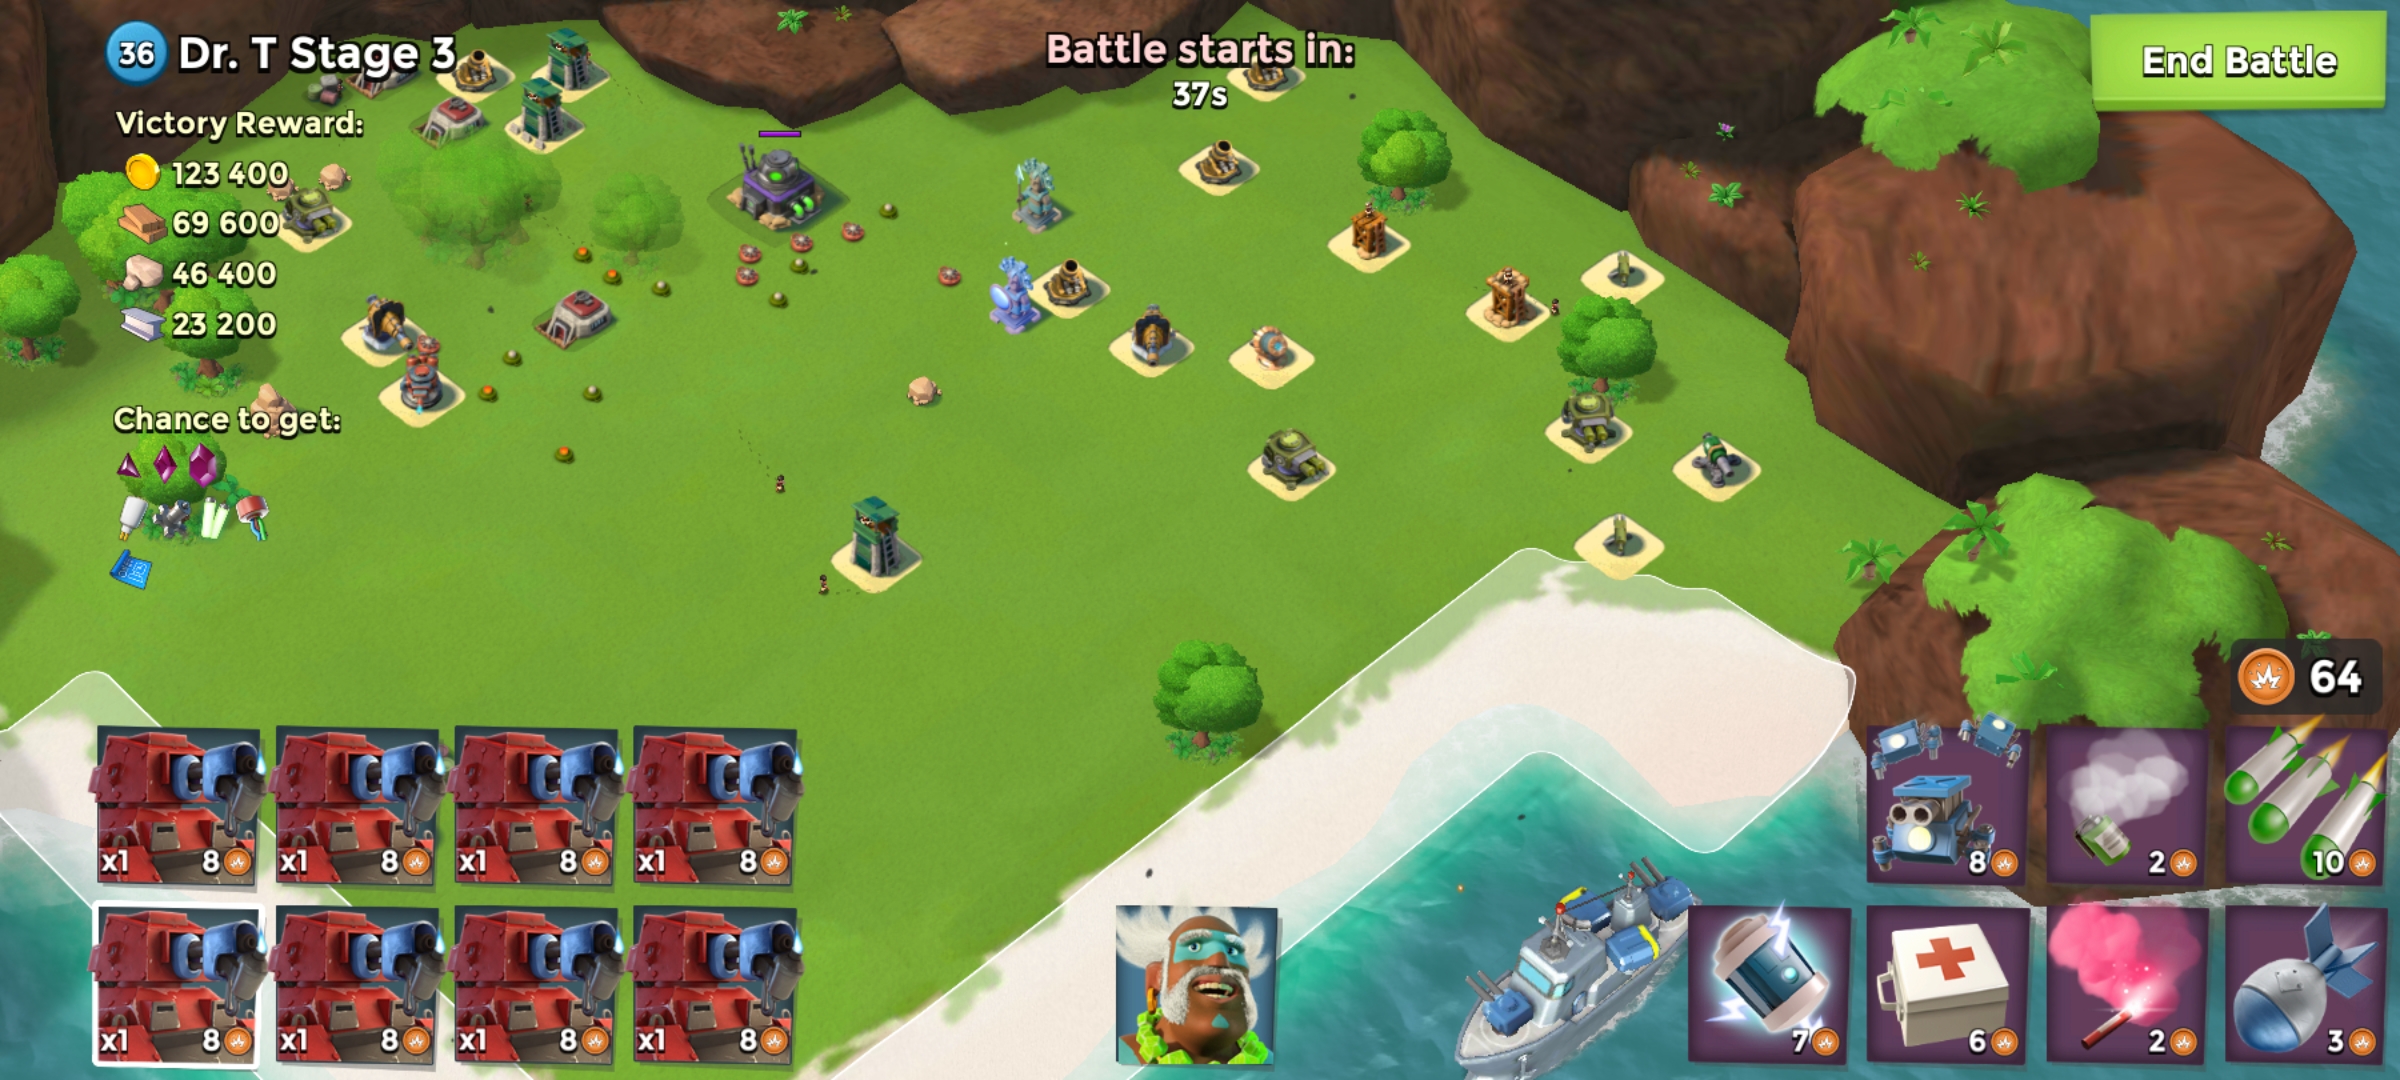 36 Dr. T Stage 3
Battle starts in:
37s
End Battle
Victory Reward:
123 400
69 600
46 400
23 200
Chance to get:
64
x1 8
x1 8
x1 8
x1 8
8
2
10
x1 8
x1 8
x1 8
x1 8
7
6
2
3